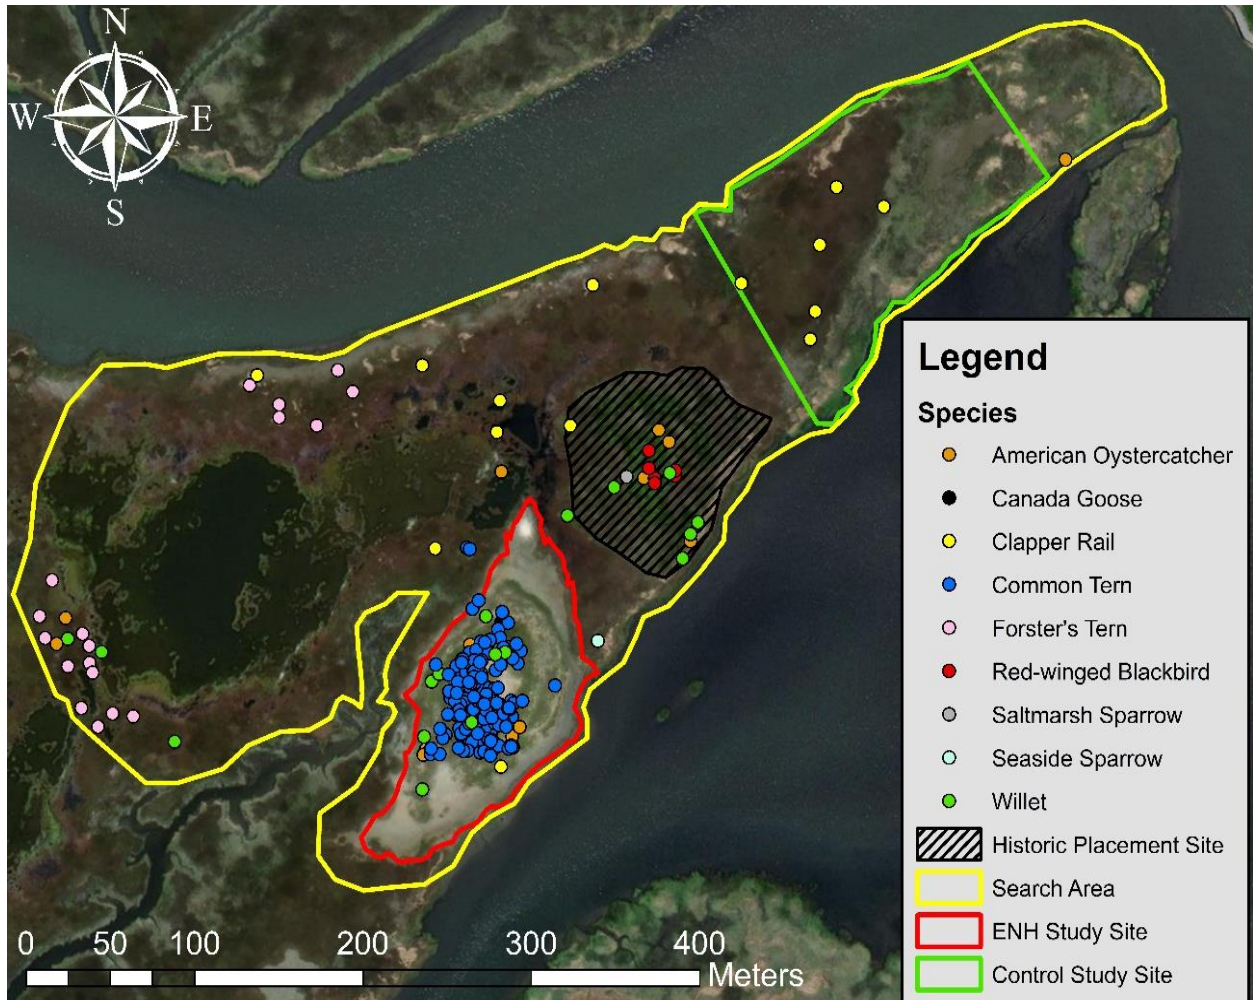 N
W E
S
Legend
Species
American Oystercatcher
Canada Goose
Clapper Rail
Common Tern
Forster's Tern
Red-winged Blackbird
Saltmarsh Sparrow
Seaside Sparrow
Willet
Historic Placement Site
Search Area
ENH Study Site
Control Study Site
0 50 100 200 300 400
Meters